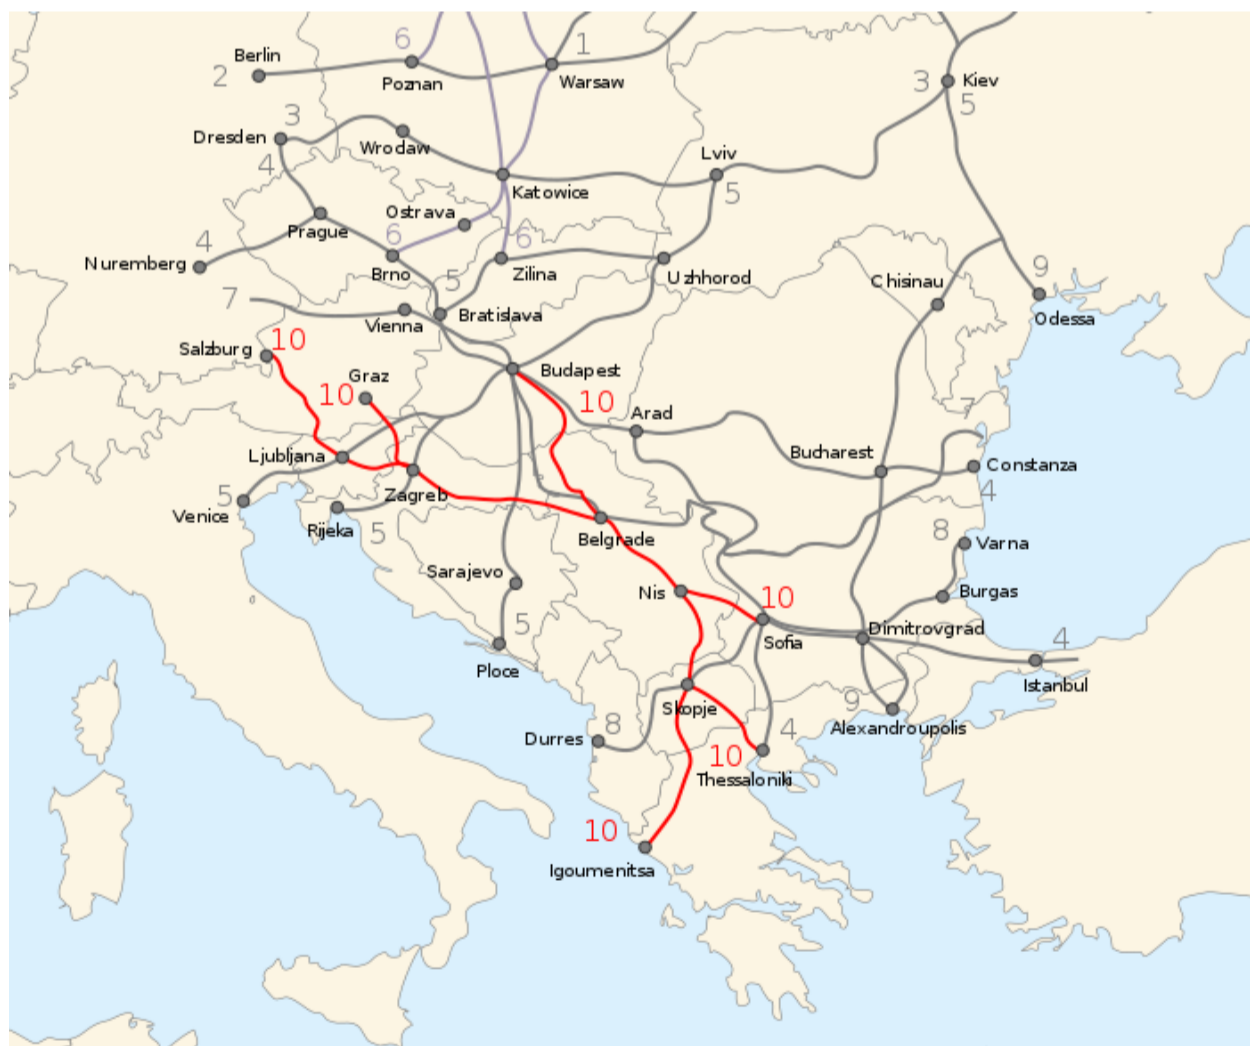 6
1
Berlin
2
Poznan
Warsaw
3
Kiev
5
3
Dresden
Wrodaw
4
Lviv
Katowice
5
Ostrava
Prague
6
6
4
Nuremberg
Brno
5
Zilina
Uzhhorod
9
Chisinau
7
Vienna
Bratislava
Odessa
Salzburg
10
Graz
10
Budapest
10
Arad
7
Ljubljana
Bucharest
Constanza
5
Venice
Zagreb
4
Rijeka
5
Belgrade
8
Varna
Sarajevo
Nis
10
Burgas
5
Sofia
Dimitrovgrad
4
Ploce
Istanbul
Skopje
9
8
Durres
4
Alexandroupolis
10
Thessaloniki
10
Igoumenitsa